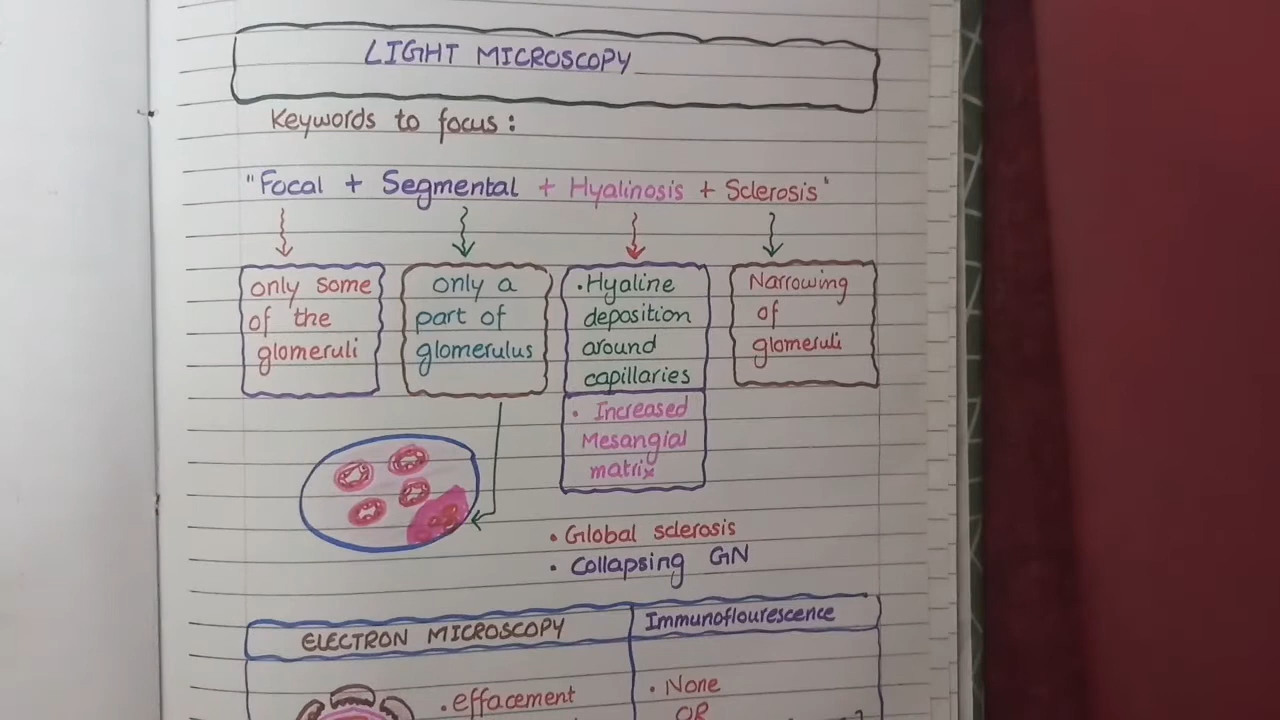 LIGHT MICROSCOPY
Keywords to focus :
"Focal + Segmental + Hyalinosis + Sclerosis"
only some
of the
glomeruli
only a
part of
glomerulus
• Hyaline
deposition
around
capillaries
• Increased
Mesangial
matrix
Narrowing
of
glomeruli
• Global sclerosis
• Collapsing GN
ELECTRON MICROSCOPY
Immunoflourescence
• effacement
• None
OR